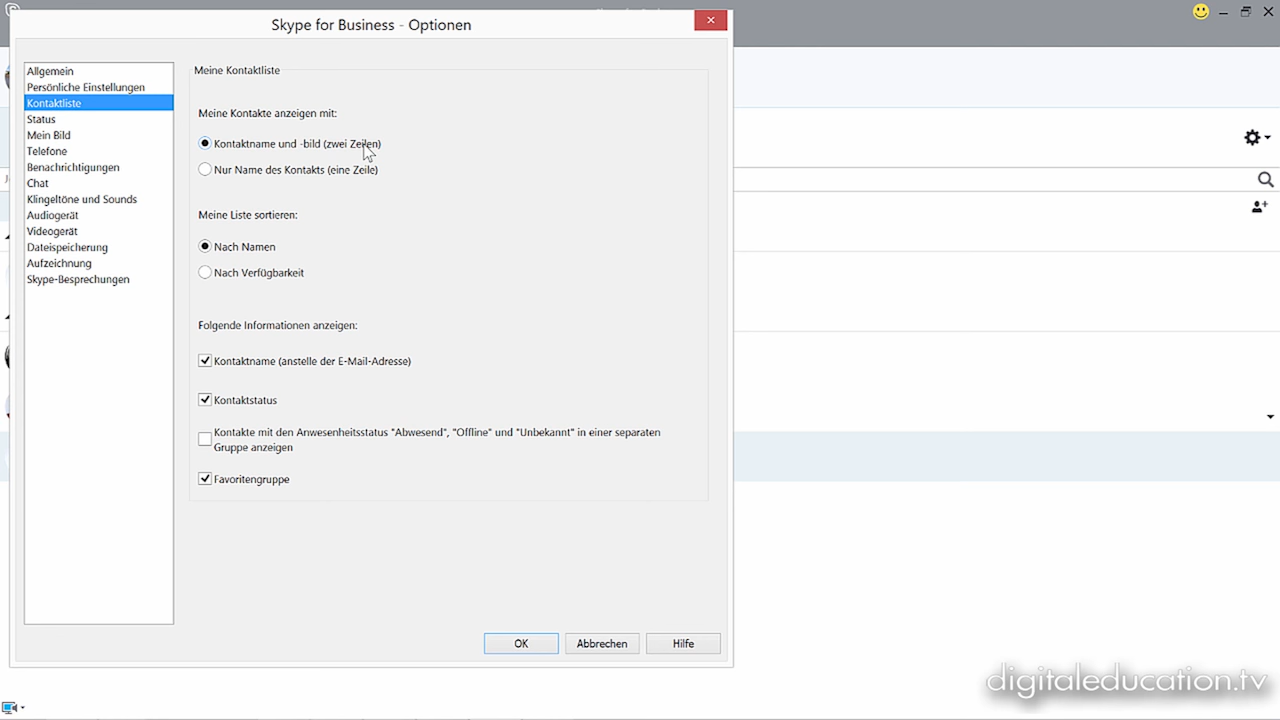 Skype for Business - Optionen
Allgemein
Persönliche Einstellungen
Kontaktliste
Status
Mein Bild
Telefone
Benachrichtigungen
Chat
Klingeltöne und Sounds
Audiogerät
Videogerät
Dateispeicherung
Aufzeichnung
Skype-Besprechungen
Meine Kontaktliste
Meine Kontakte anzeigen mit:
Kontaktname und -bild (zwei Zeilen)
Nur Name des Kontakts (eine Zeile)
Meine Liste sortieren:
Nach Namen
Nach Verfügbarkeit
Folgende Informationen anzeigen:
Kontaktname (anstelle der E-Mail-Adresse)
Kontaktstatus
Kontakte mit den Anwesenheitsstatus "Abwesend", "Offline" und "Unbekannt" in einer separaten
Gruppe anzeigen
Favoritengruppe
OK
Abbrechen
Hilfe
digitaleducation.tv